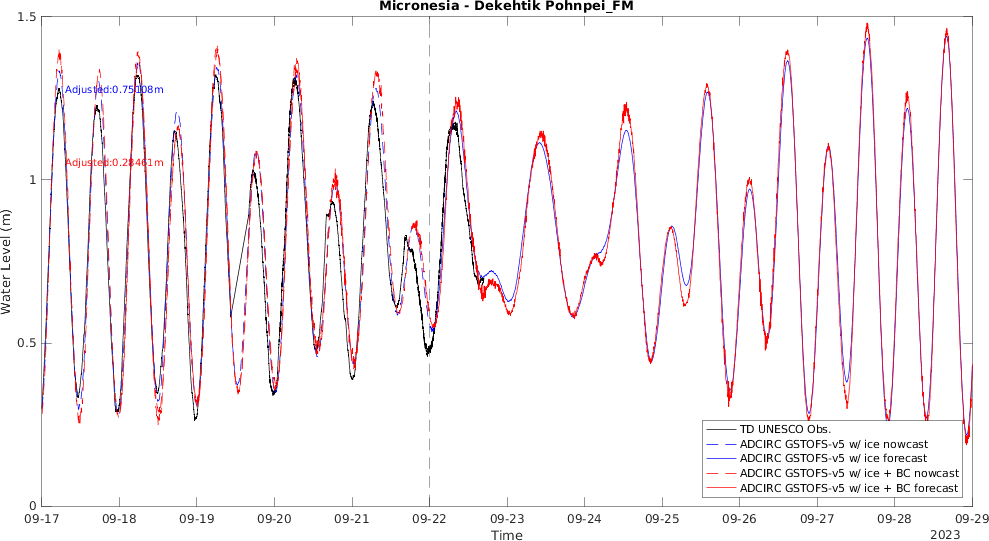 Micronesia - Dekehtik Pohnpei_FM
1.5
1
0.5
0
Water Level (m)
Adjusted:0.75108m
Adjusted:0.28461m
TD UNESCO Obs.
ADCIRC GSTOFS-v5 w/ ice nowcast
ADCIRC GSTOFS-v5 w/ ice forecast
ADCIRC GSTOFS-v5 w/ ice + BC nowcast
ADCIRC GSTOFS-v5 w/ ice + BC forecast
09-17 09-18 09-19 09-20 09-21 09-22 09-23 09-24 09-25 09-26 09-27 09-28 09-29
Time
2023